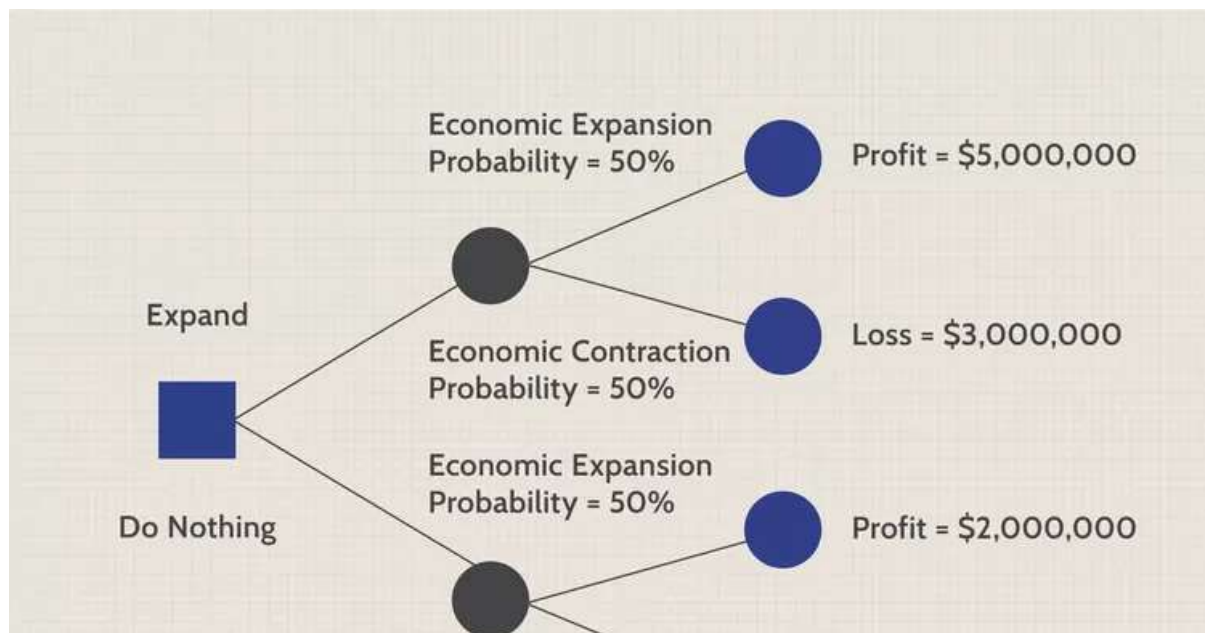 Economic Expansion
Probability = 50%
Profit = $5,000,000
Expand
Loss = $3,000,000
Economic Contraction
Probability = 50%
Economic Expansion
Probability = 50%
Do Nothing
Profit = $2,000,000